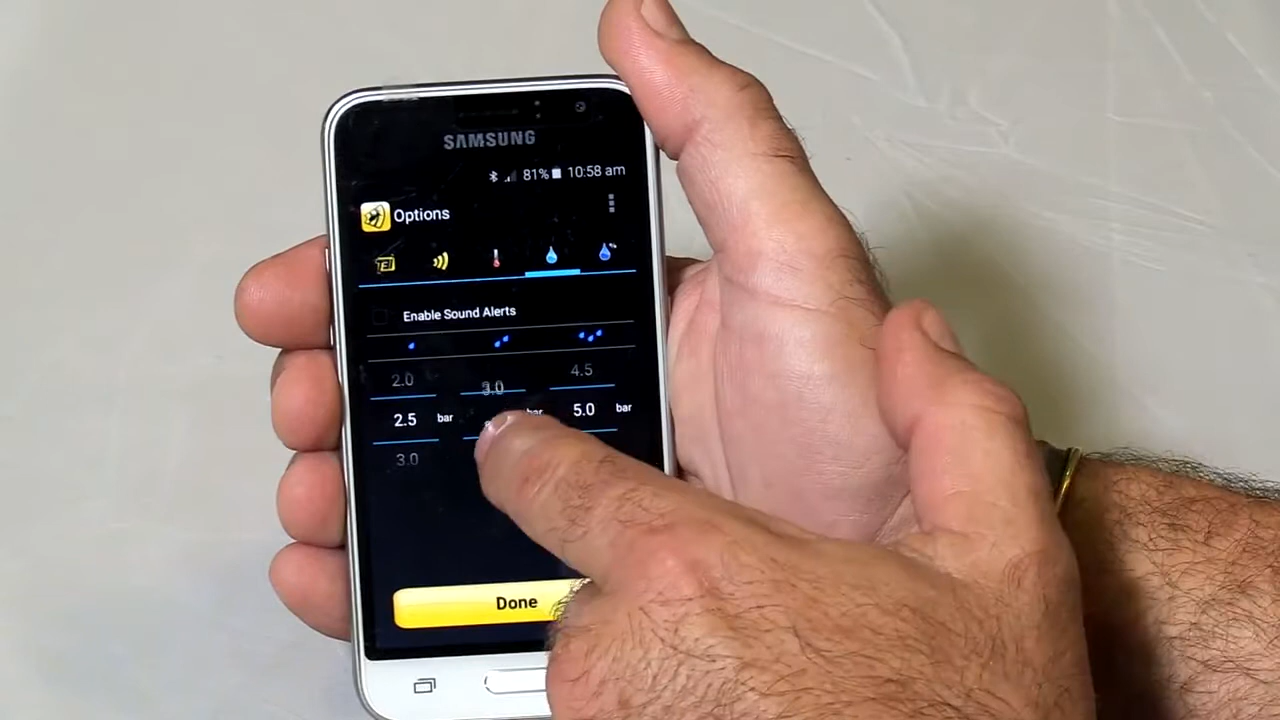 SAMSUNG
81% 10:58 am
Options
Enable Sound Alerts
2.0 3.0 4.5
2.5 bar bar 5.0 bar
3.0
Done